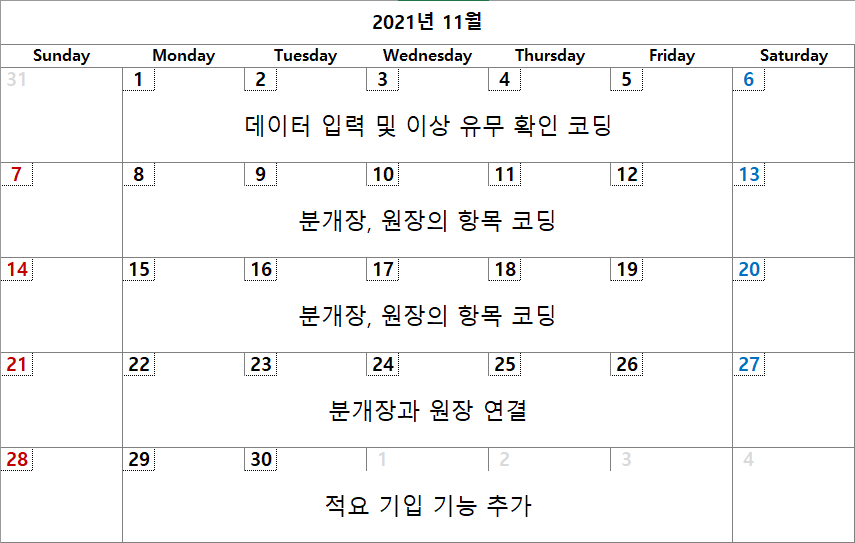 2021년 11월
Sunday Monday Tuesday Wednesday Thursday Friday Saturday
31 1 2 3 4 5 6
데이터 입력 및 이상 유무 확인 코딩
7 8 9 10 11 12 13
분개장, 원장의 항목 코딩
14 15 16 17 18 19 20
분개장, 원장의 항목 코딩
21 22 23 24 25 26 27
분개장과 원장 연결
28 29 30 1 2 3 4
적요 기입 기능 추가